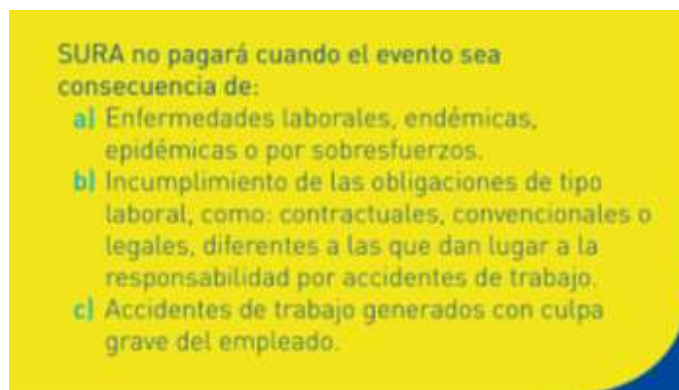 SURA no pagará cuando el evento sea
consecuencia de:
a) Enfermedades laborales, endémicas,
epidémicas o por sobresfuerzos.
b) Incumplimiento de las obligaciones de tipo
laboral, como: contractuales, convencionales o
legales, diferentes a las que dan lugar a la
responsabilidad por accidentes de trabajo.
c) Accidentes de trabajo generados con culpa
grave del empleado.